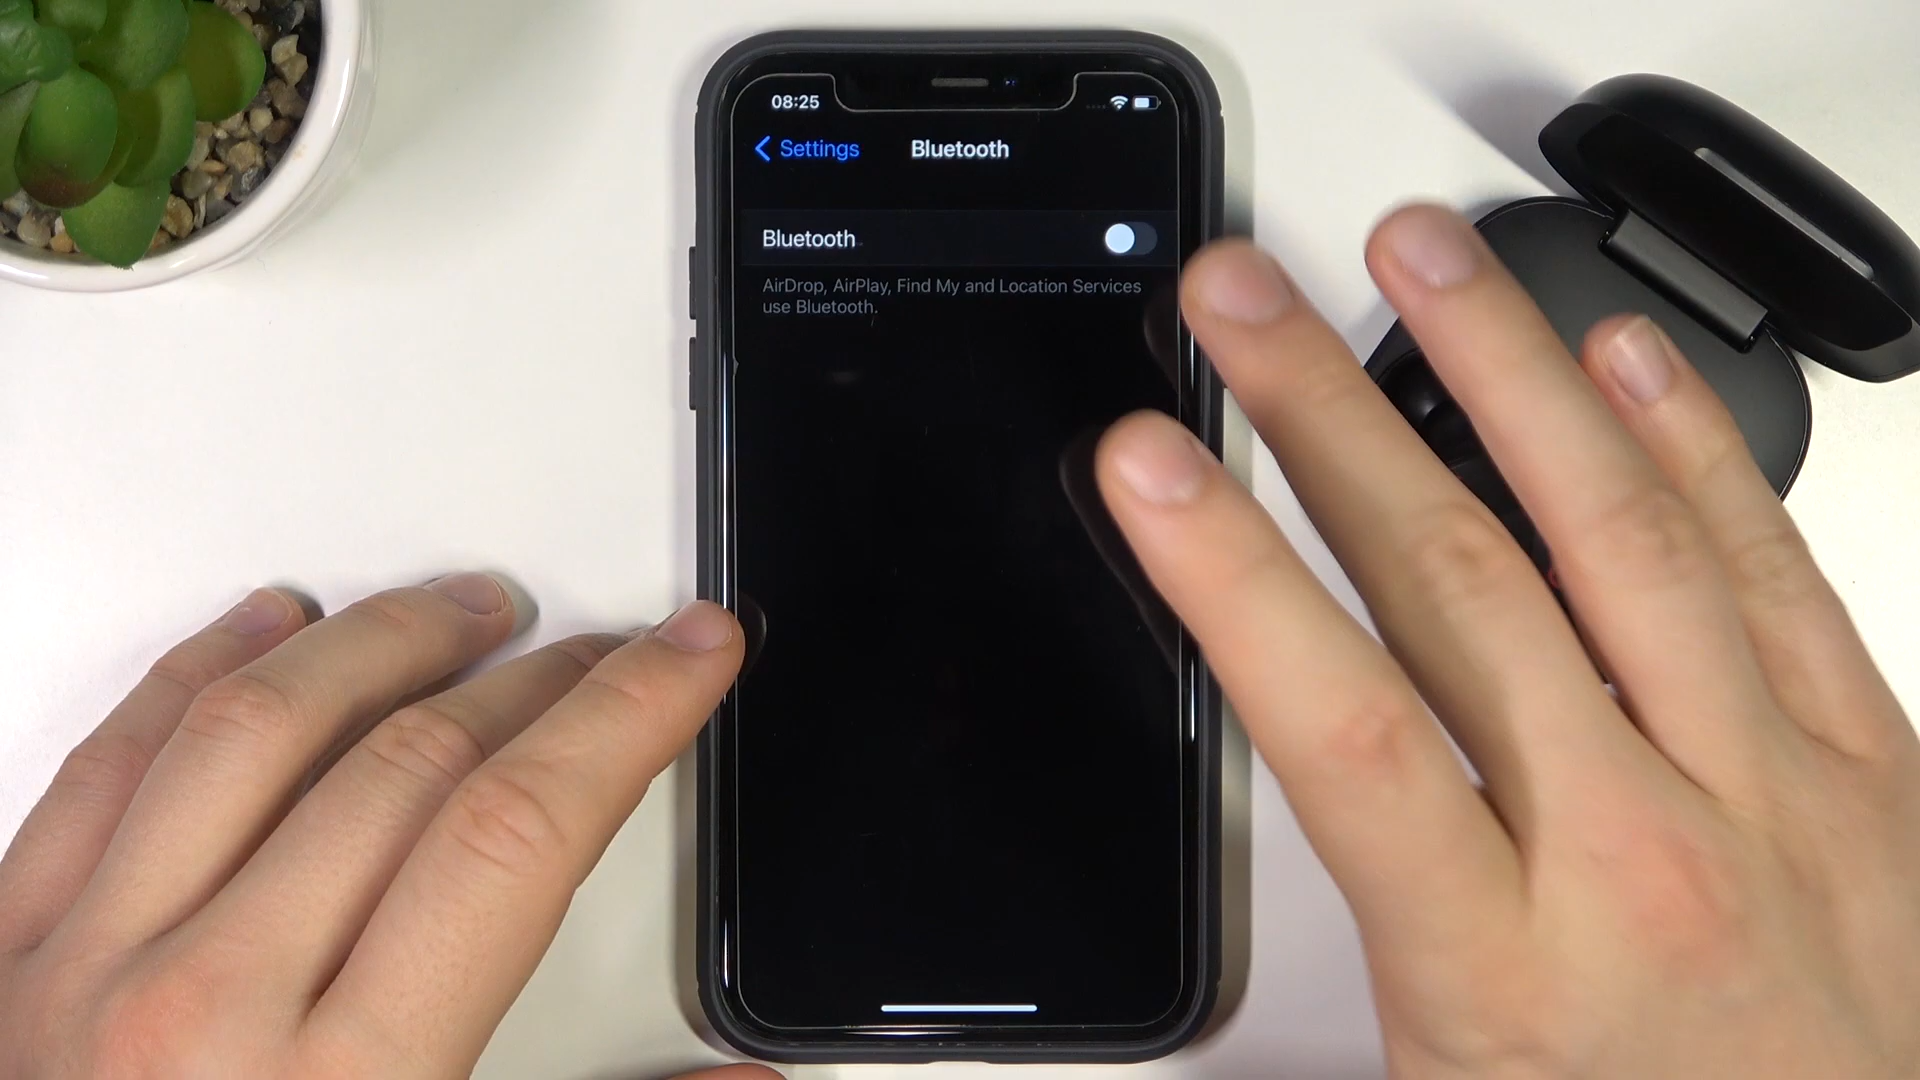 08:25
Settings
Bluetooth
Bluetooth
AirDrop, AirPlay, Find My and Location Services
use Bluetooth.